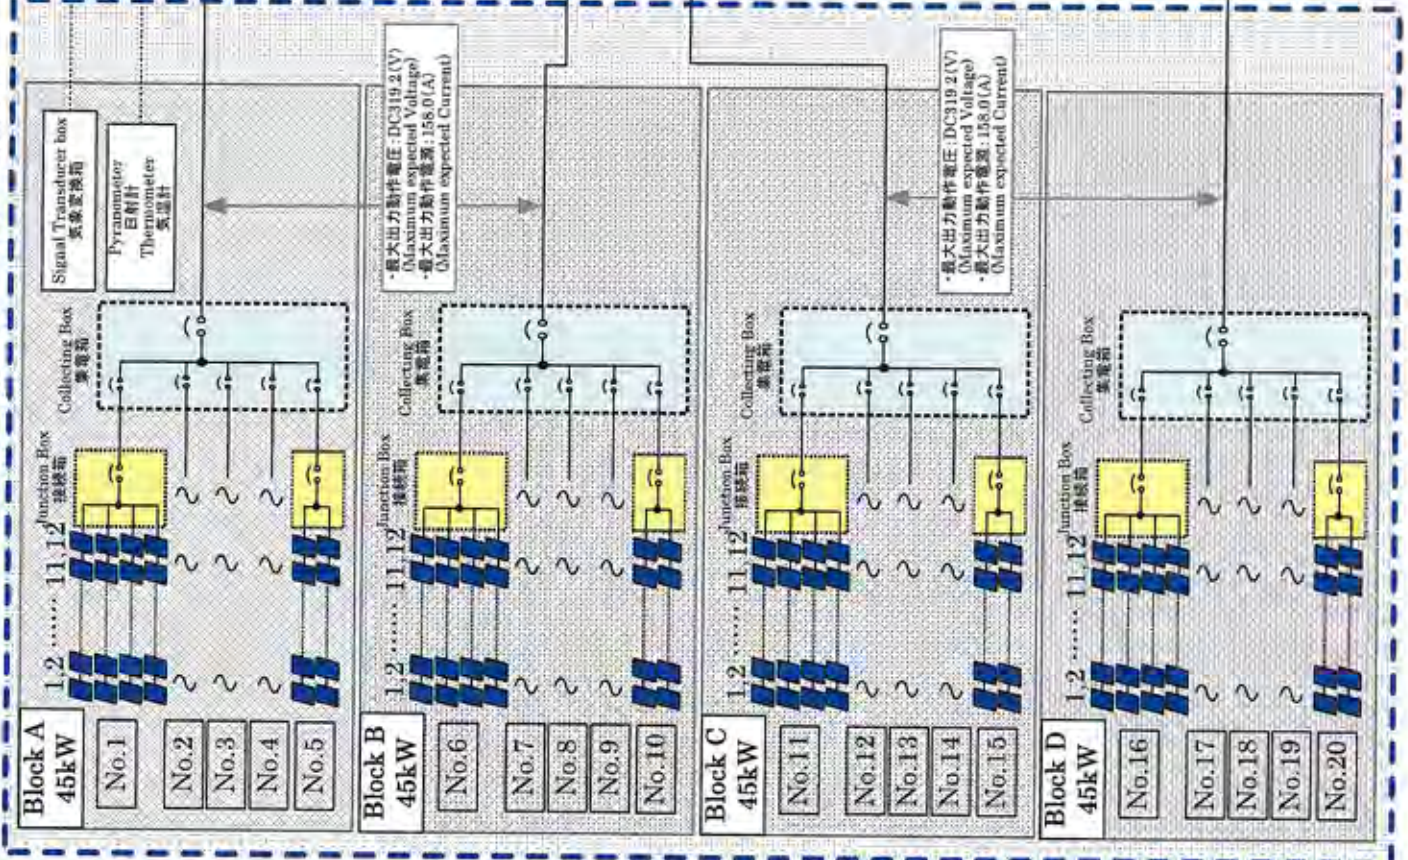 Block A
45kW
No.1
No.2
No.3
No.4
No.5
1,2 ······ 11,12
Junction Box
接続箱
Collecting Box
集電箱
Signal Transducer box
気象変換箱
Pyranometer
日射計
Thermometer
気温計
・最大出力動作電圧:DC319.2(V)
(Maximum expected Voltage)
・最大出力動作電源:158.0(A)
(Maximum expected Current)
Block B
45kW
No.6
No.7
No.8
No.9
No.10
1,2 ······ 11,12
Junction Box
接続箱
Collecting Box
集電箱
Block C
45kW
No.11
No.12
No.13
No.14
No.15
1,2 ······ 11,12
Junction Box
接続箱
Collecting Box
集電箱
・最大出力動作電圧:DC319.2(V)
(Maximum expected Voltage)
・最大出力動作電源:158.0(A)
(Maximum expected Current)
Block D
45kW
No.16
No.17
No.18
No.19
No.20
1,2 ······ 11,12
Junction Box
接続箱
Collecting Box
集電箱